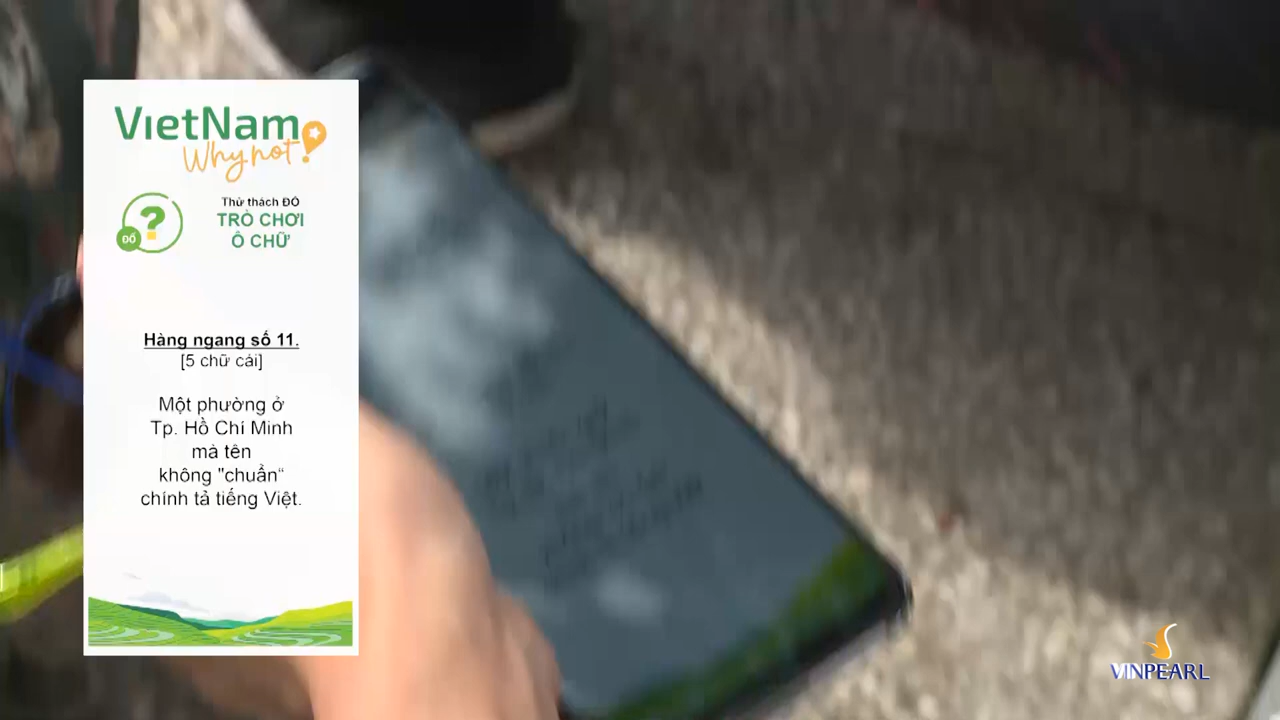 VietNam
Why not
ĐỐ
?
Thử thách ĐỐ
TRÒ CHƠI
Ô CHỮ
Hàng ngang số 11.
[5 chữ cái]
Một phường ở
Tp. Hồ Chí Minh
mà tên
không "chuẩn“
chính tả tiếng Việt.
VINPEARL